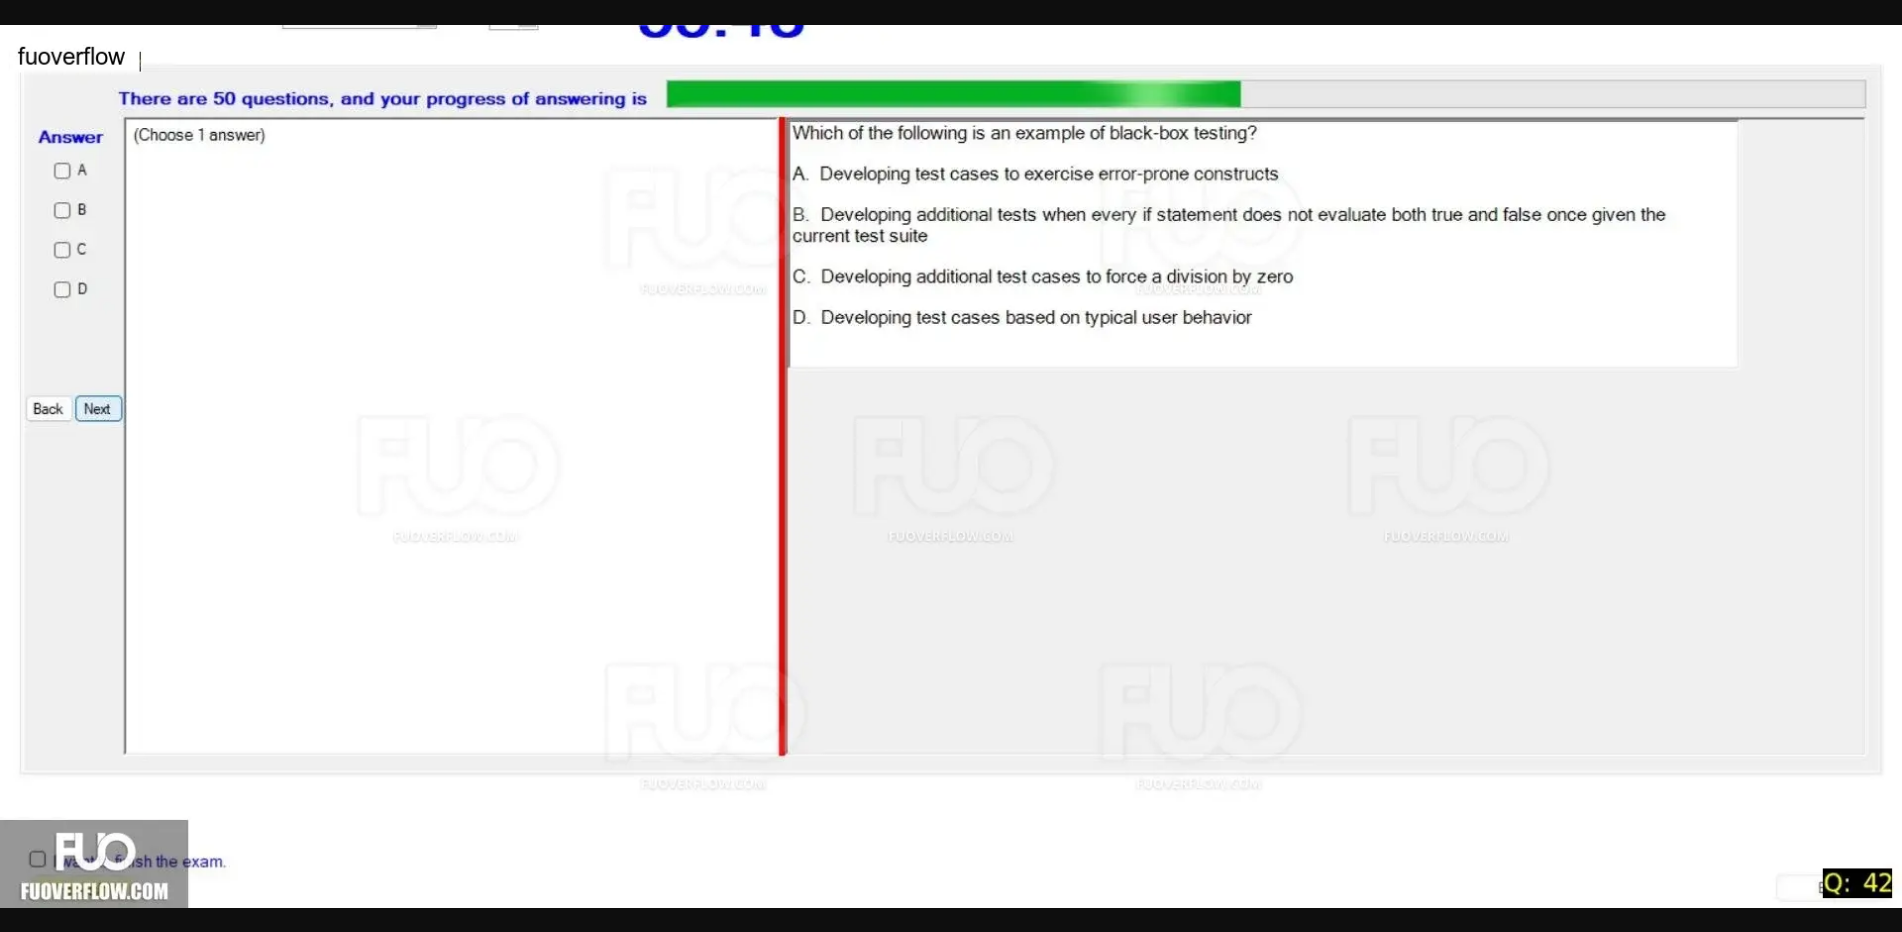 fuoverflow
There are 50 questions, and your progress of answering is
Answer
(Choose 1 answer)
A
B
C
D
Back
Next
Which of the following is an example of black-box testing?
A. Developing test cases to exercise error-prone constructs
B. Developing additional tests when every if statement does not evaluate both true and false once given the
current test suite
C. Developing additional test cases to force a division by zero
D. Developing test cases based on typical user behavior
FUO
FUOVERFLOW.COM
FUO
FUOVERFLOW.COM
FUO
FUOVERFLOW.COM
FUO
FUOVERFLOW.COM
FUO
FUOVERFLOW.COM
FUO
FUOVERFLOW.COM
FUO
FUOVERFLOW.COM
the exam.
FUO
FUOVERFLOW.COM
Q: 42